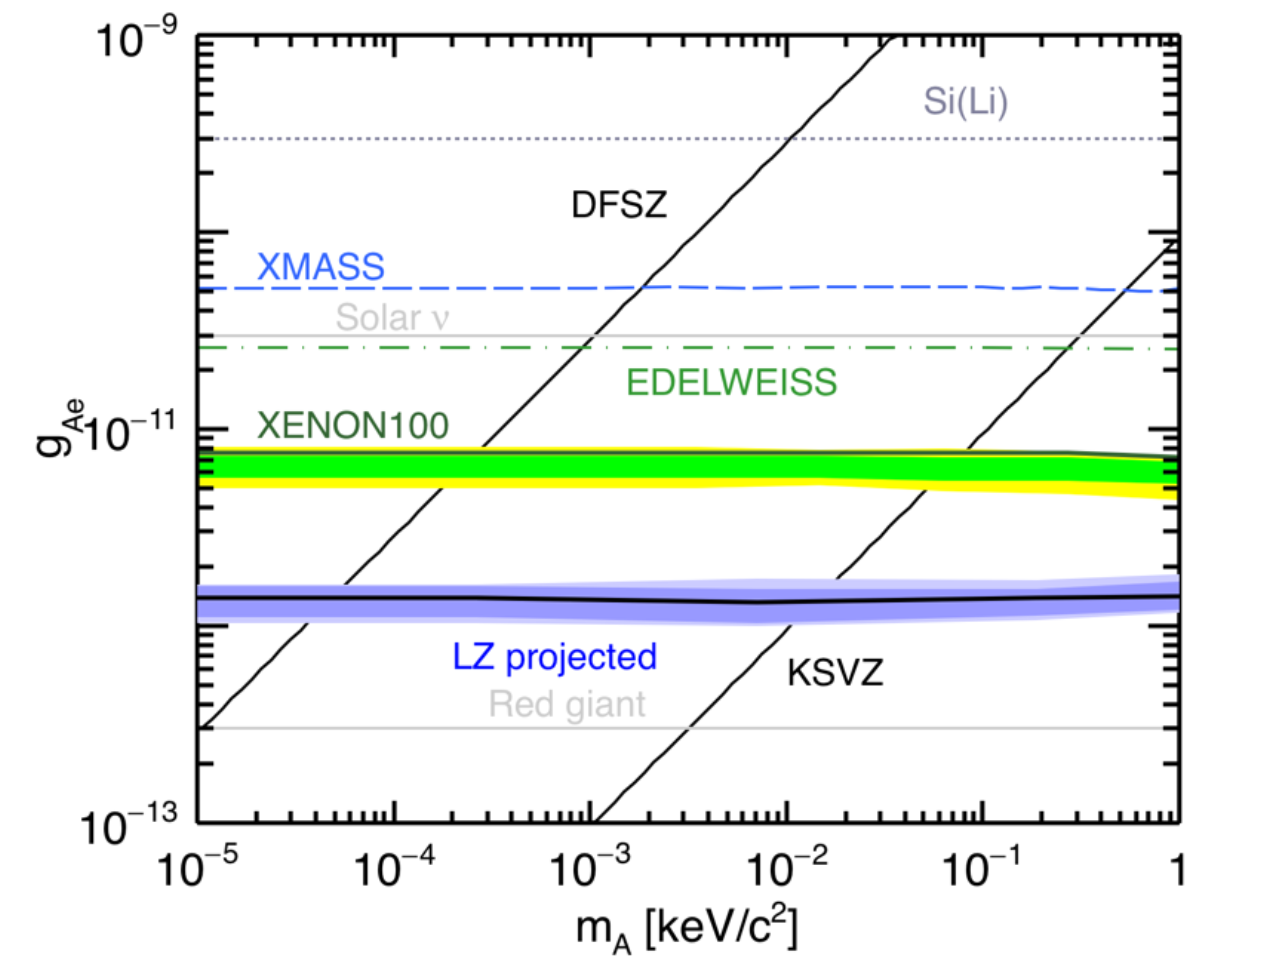 10⁻⁹
Si(Li)
DFSZ
XMASS
Solar ν
EDELWEISS
XENON100
10⁻¹¹
g_Ae
LZ projected
KSVZ
Red giant
10⁻¹³
10⁻⁵ 10⁻⁴ 10⁻³ 10⁻² 10⁻¹ 1
m_A [keV/c²]